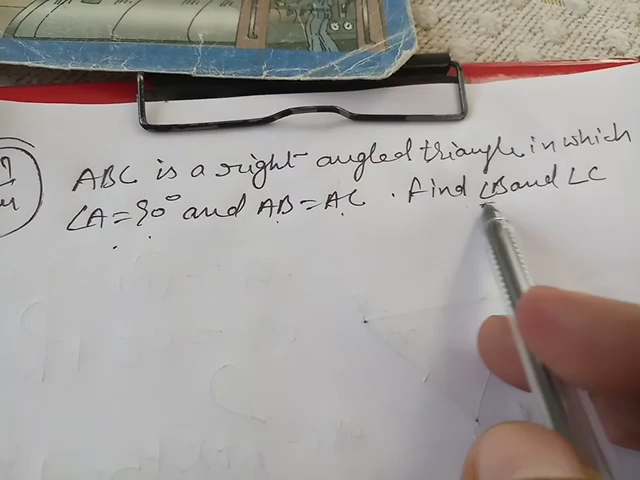 ABC is a right angled triangle in which
∠A = 90° and AB = AC . Find ∠B and ∠C